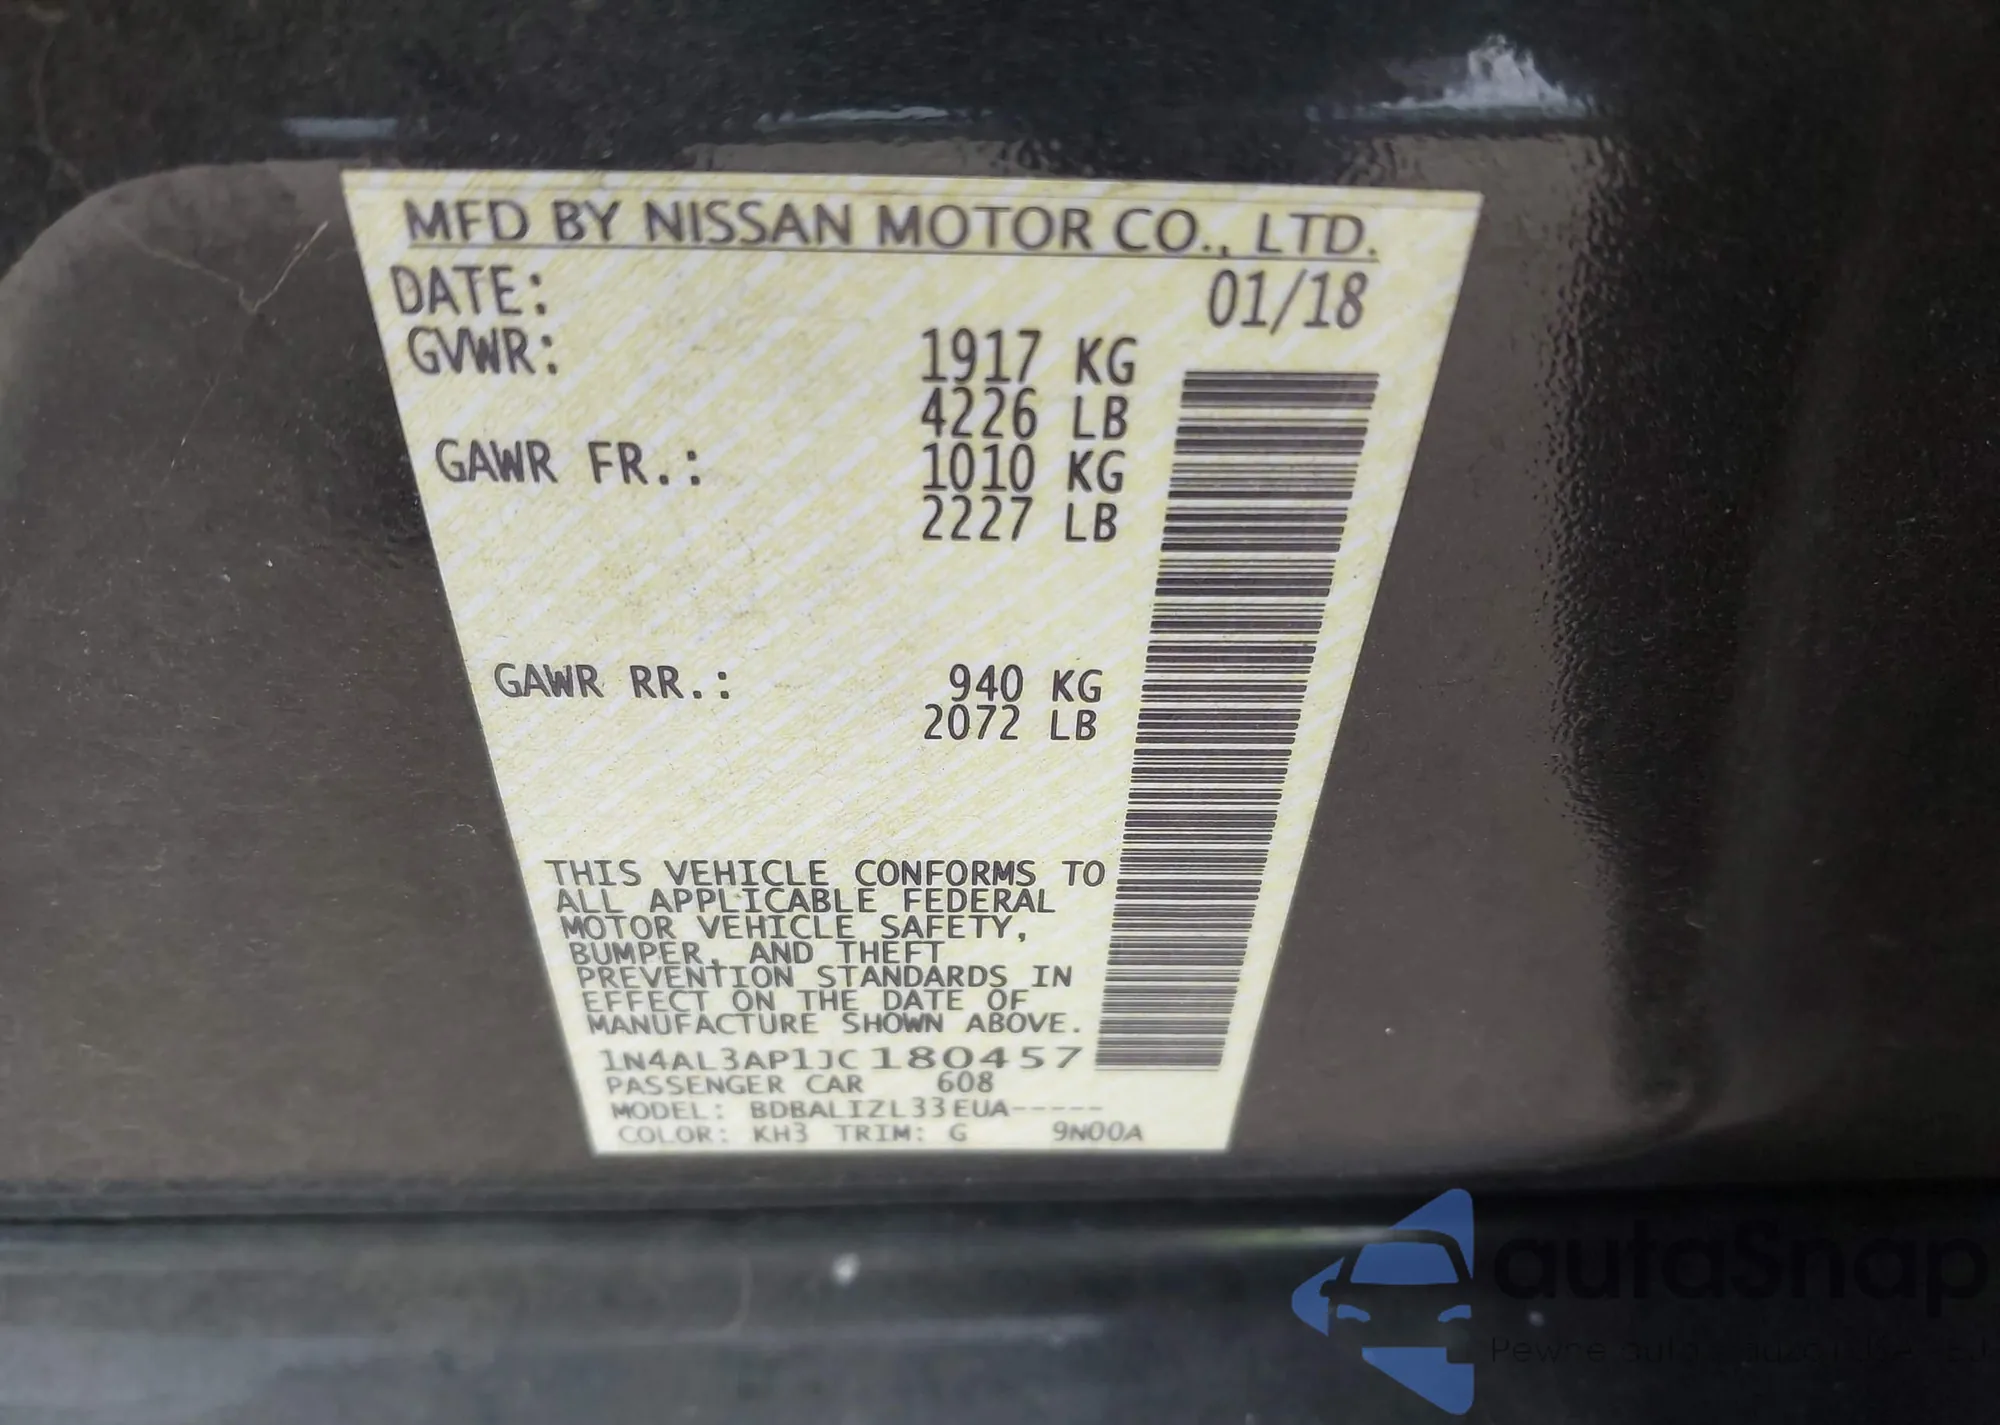 MFD BY NISSAN MOTOR CO., LTD.
DATE: 01/18
GVWR: 1917 KG
4226 LB
GAWR FR.: 1010 KG
2227 LB
GAWR RR.: 940 KG
2072 LB
THIS VEHICLE CONFORMS TO
ALL APPLICABLE FEDERAL
MOTOR VEHICLE SAFETY,
BUMPER, AND THEFT
PREVENTION STANDARDS IN
EFFECT ON THE DATE OF
MANUFACTURE SHOWN ABOVE.
1N4AL3AP1JC180457
PASSENGER CAR 608
MODEL: BDBALIZL33EUA-----
COLOR: KH3 TRIM: G 9N00A
autaSnap
Pewne auta